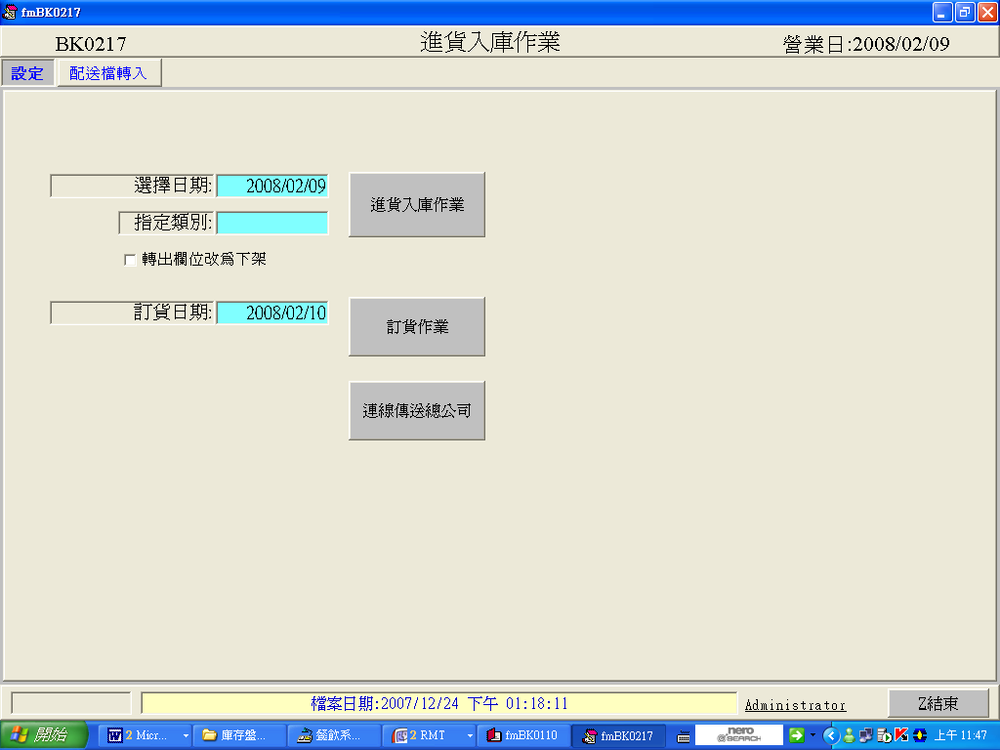 fmBK0217
BK0217 進貨入庫作業 營業日:2008/02/09
設定 配送檔轉入
選擇日期: 2008/02/09 進貨入庫作業
指定類別:
轉出欄位改為下架
訂貨日期: 2008/02/10 訂貨作業
連線傳送總公司
檔案日期:2007/12/24 下午 01:18:11 Administrator Z結束
開始 2 Micr... 庫存盤... 餐飲系... 2 RMT fmBK0110 fmBK0217 nero @SEARCH 上午 11:47